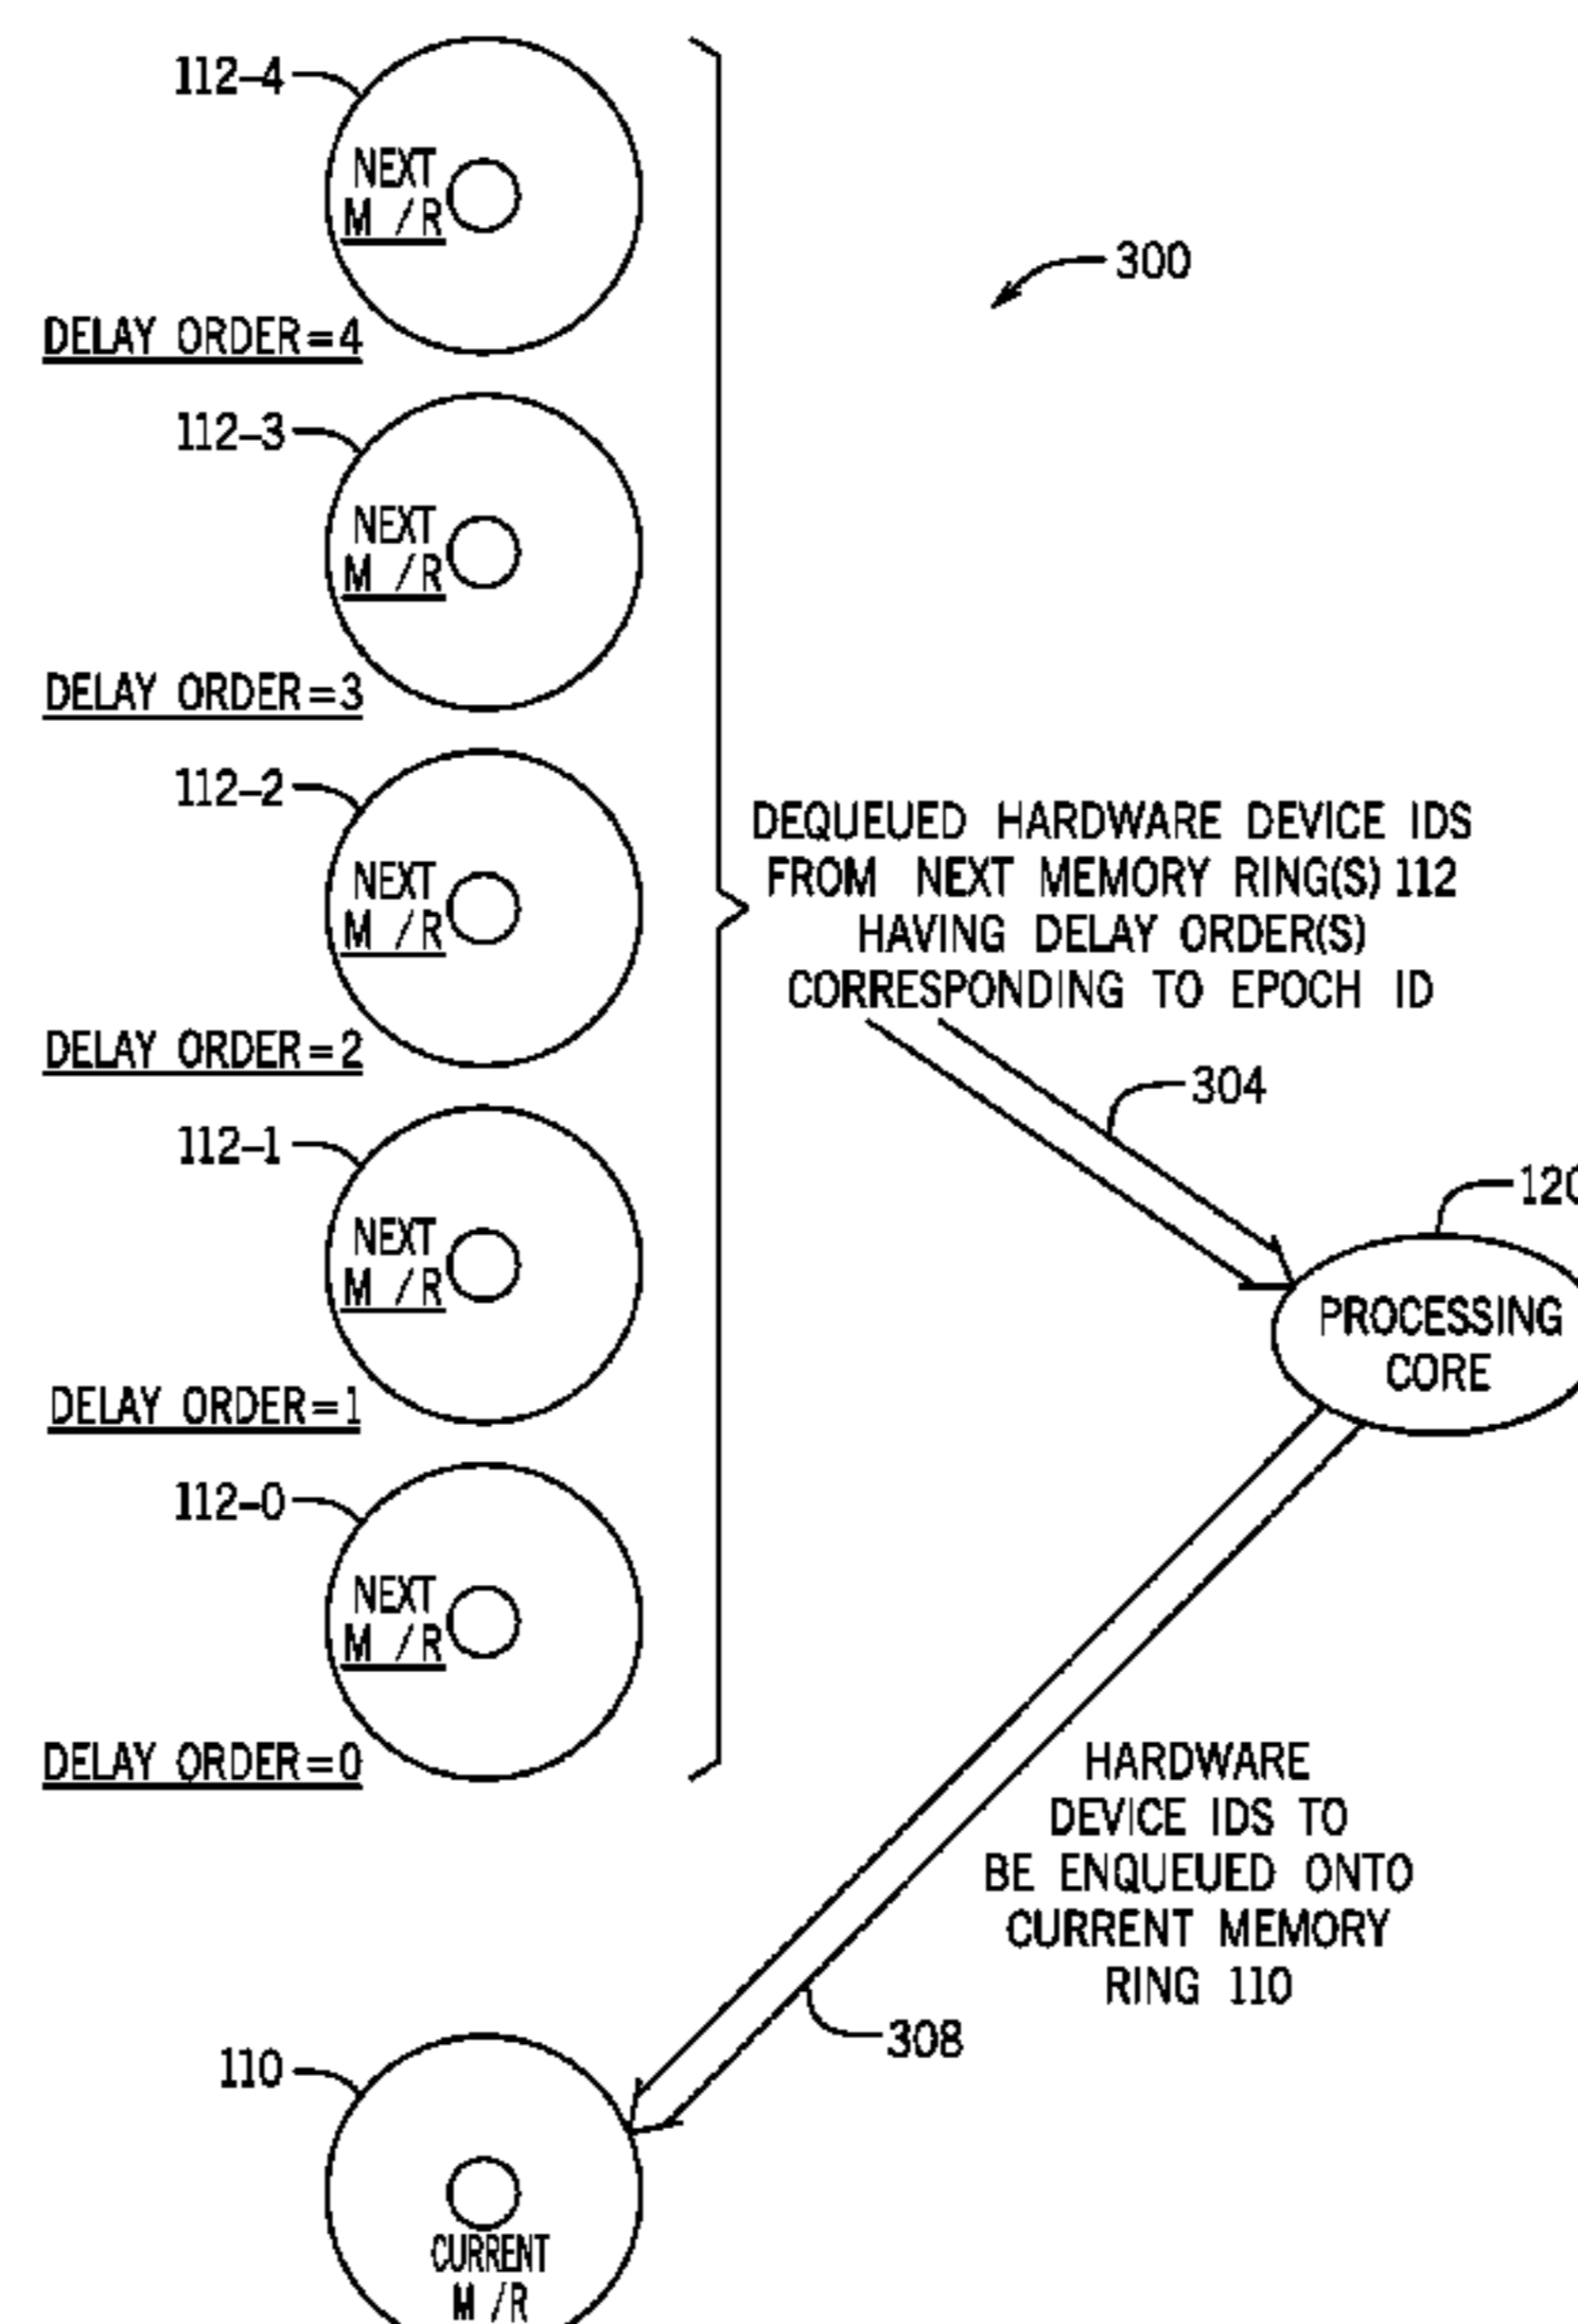 112-4
NEXT
M /R
300
DELAY ORDER=4
112-3
NEXT
M /R
DELAY ORDER=3
112-2
NEXT
M /R
DELAY ORDER=2
DEQUEUED HARDWARE DEVICE IDS
FROM NEXT MEMORY RING(S) 112
HAVING DELAY ORDER(S)
CORRESPONDING TO EPOCH ID
304
112-1
NEXT
M /R
DELAY ORDER=1
120
PROCESSING
CORE
112-0
NEXT
M /R
DELAY ORDER=0
HARDWARE
DEVICE IDS TO
BE ENQUEUED ONTO
CURRENT MEMORY
RING 110
308
110
CURRENT
M /R